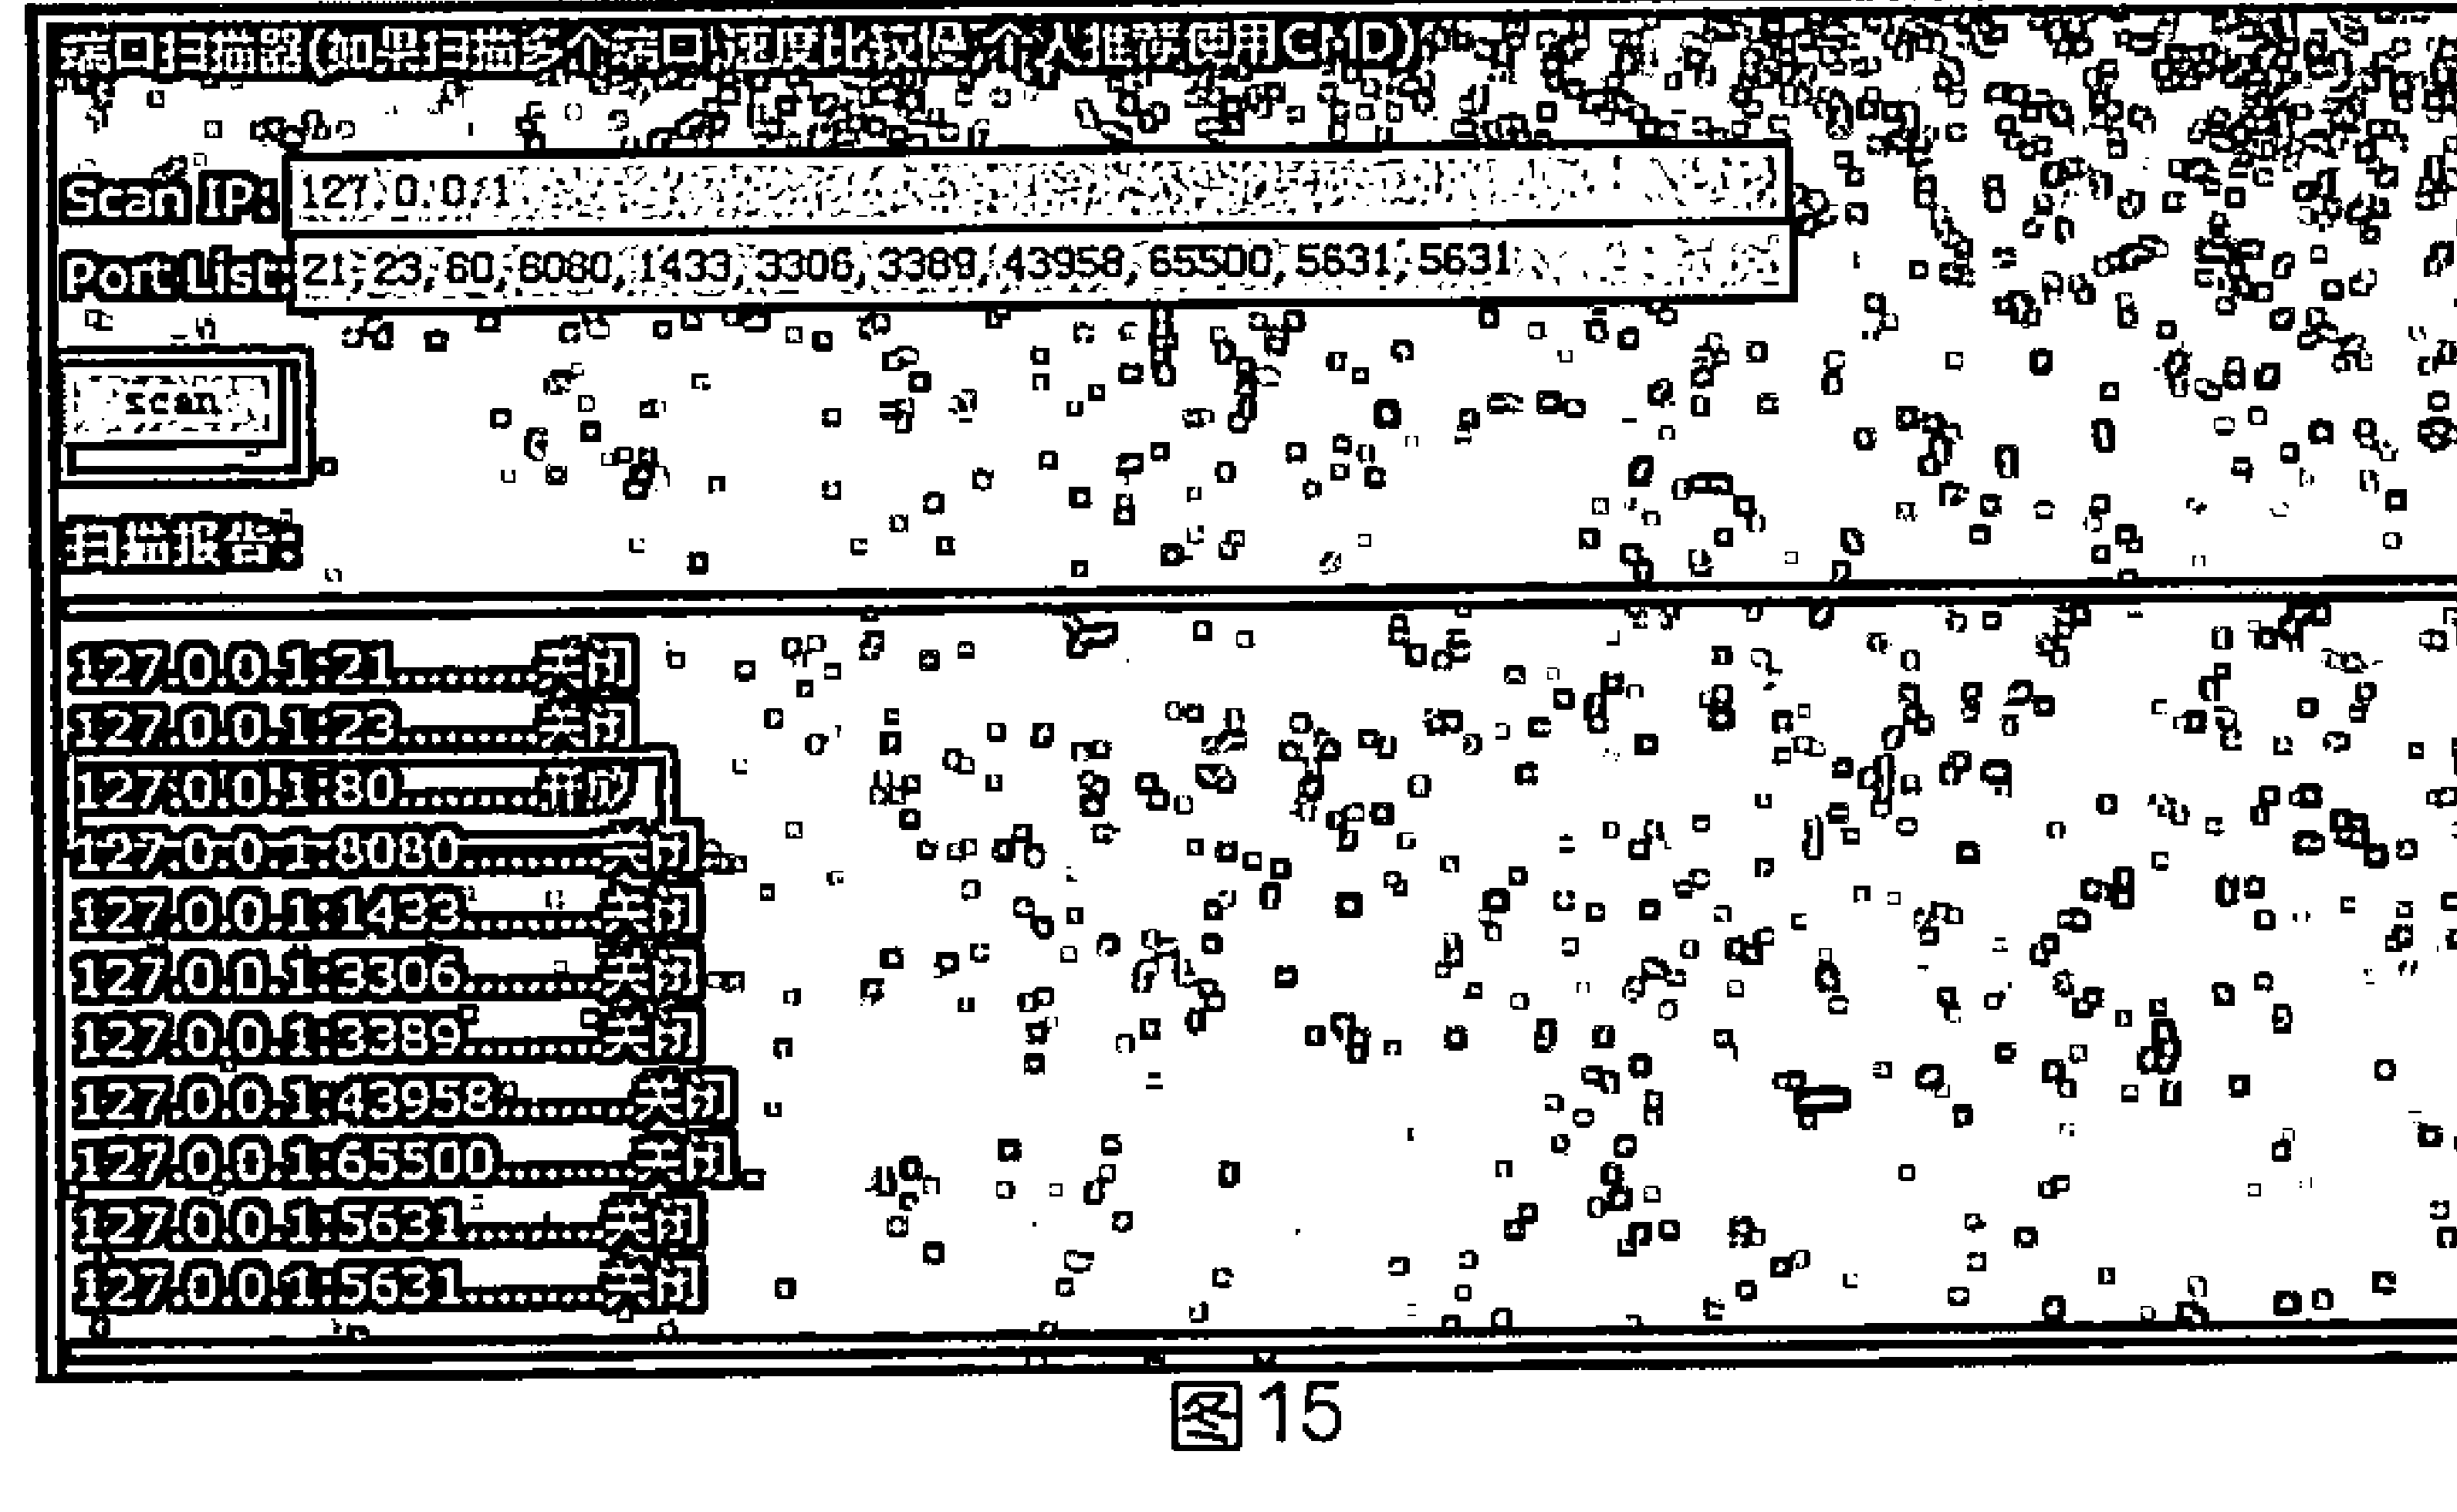 端口扫描器(如果扫描多个端口,速度比较慢,个人推荐使用CMD)
Scan IP: 127.0.0.1
Port List: 21,23,80,8080,1433,3306,3389,43958,65500,5631,5631
scan
扫描报告:
127.0.0.1:21.........关闭
127.0.0.1:23.........关闭
127.0.0.1:80.........开放
127.0.0.1:8080.........关闭
127.0.0.1:1433.........关闭
127.0.0.1:3306.........关闭
127.0.0.1:3389.........关闭
127.0.0.1:43958.........关闭
127.0.0.1:65500.........关闭
127.0.0.1:5631.........关闭
127.0.0.1:5631.........关闭
图15